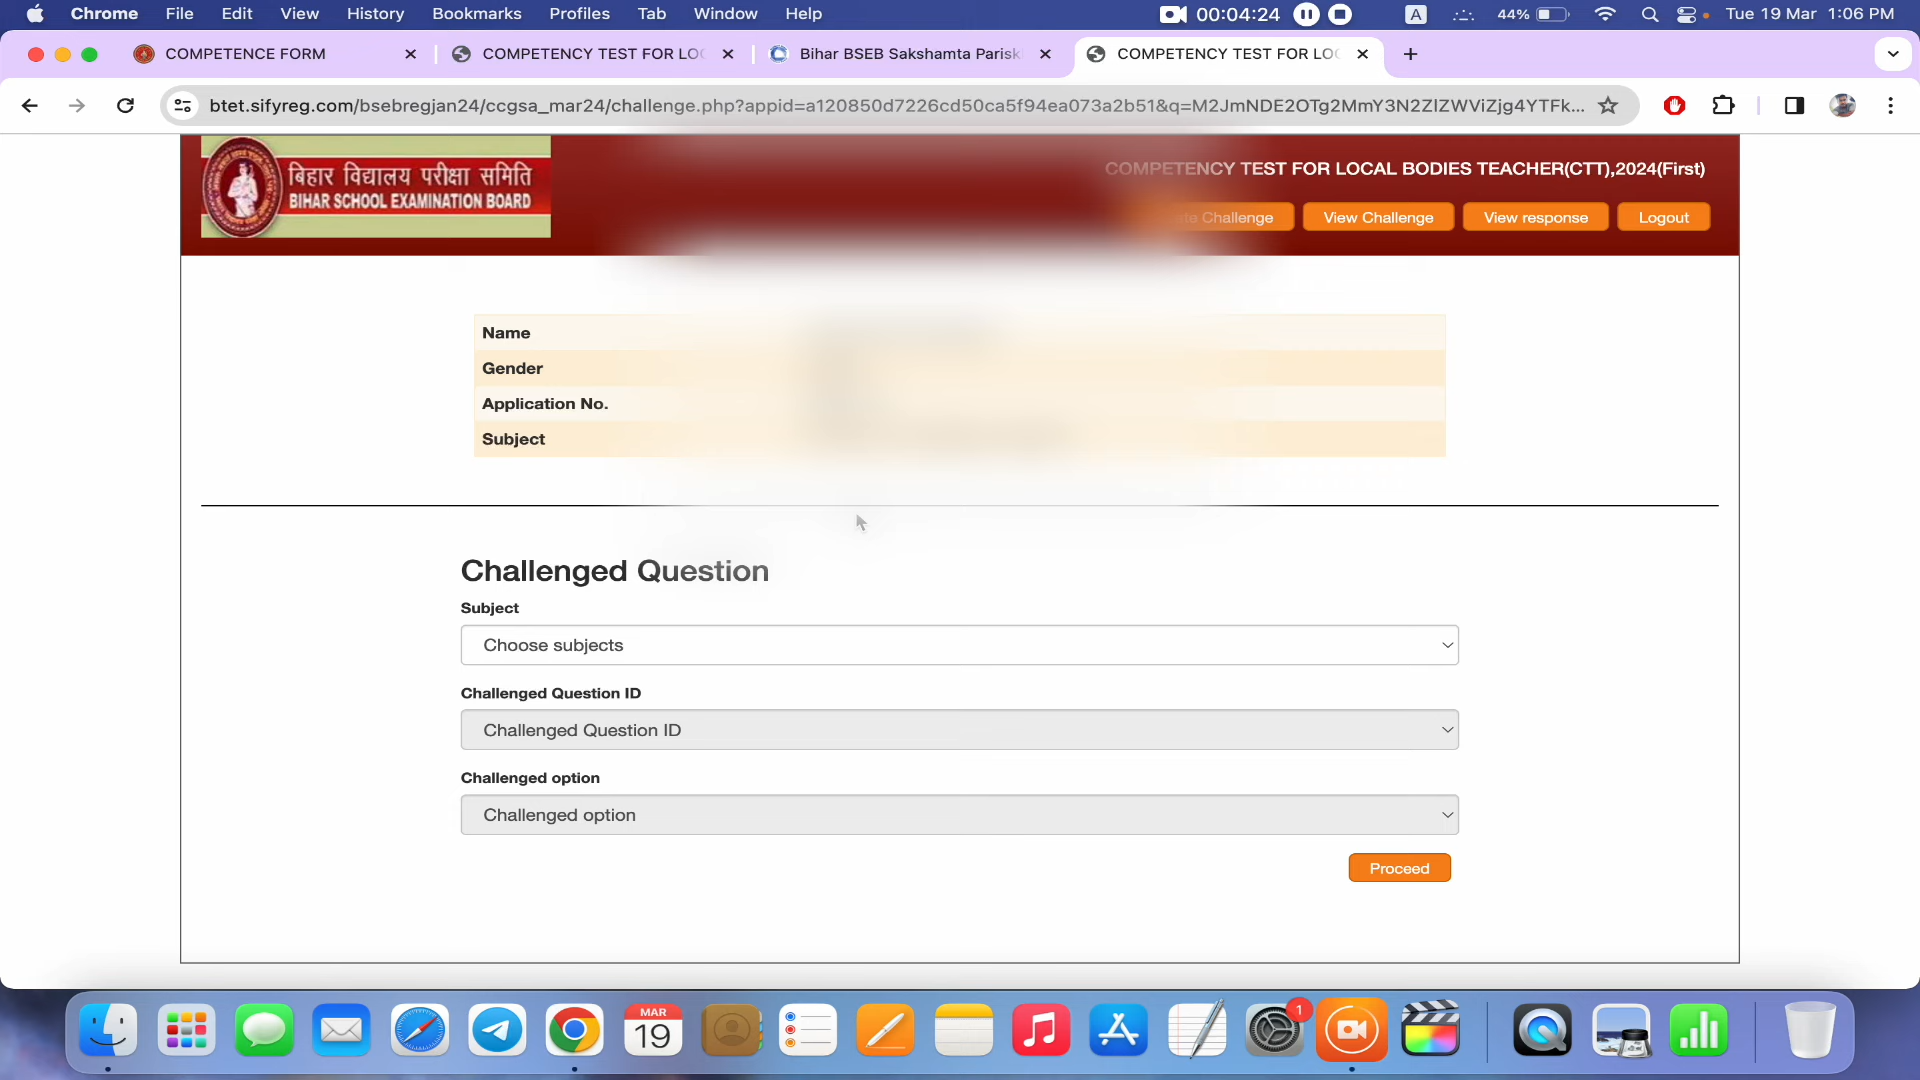 Chrome File Edit View History Bookmarks Profiles Tab Window Help 00:04:24 A 44% Tue 19 Mar 1:06 PM
COMPETENCE FORM COMPETENCY TEST FOR LOC Bihar BSEB Sakshamta Pariks COMPETENCY TEST FOR LOC
btet.sifyreg.com/bsebregjan24/ccgsa_mar24/challenge.php?appid=a120850d7226cd50ca5f94ea073a2b51&q=M2JmNDE2OTg2MmY3N2ZlZWViZjg4YTFk...
बिहार विद्यालय परीक्षा समिति
BIHAR SCHOOL EXAMINATION BOARD
COMPETENCY TEST FOR LOCAL BODIES TEACHER(CTT),2024(First)
Challenge View Challenge View response Logout
Name
Gender
Application No.
Subject
Challenged Question
Subject
Choose subjects
Challenged Question ID
Challenged Question ID
Challenged option
Challenged option
Proceed
MAR
19
1